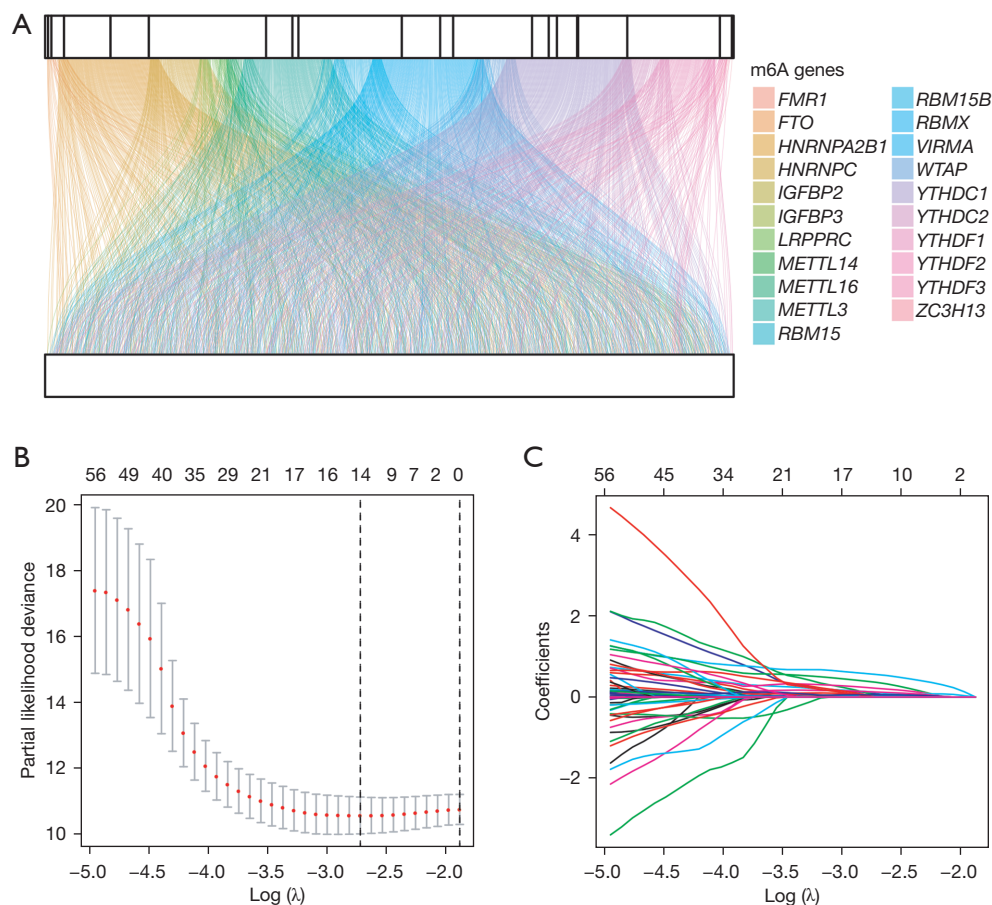 A
m6A genes
FMR1
FTO
HNRNPA2B1
HNRNPC
IGFBP2
IGFBP3
LRPPRC
METTL14
METTL16
METTL3
RBM15
RBM15B
RBMX
VIRMA
WTAP
YTHDC1
YTHDC2
YTHDF1
YTHDF2
YTHDF3
ZC3H13
B
56 49 40 35 29 21 17 16 14 9 7 2 0
20
18
16
14
12
10
Partial likelihood deviance
−5.0 −4.5 −4.0 −3.5 −3.0 −2.5 −2.0
Log (λ)
C
56 45 34 21 17 10 2
4
2
0
−2
Coefficients
−5.0 −4.5 −4.0 −3.5 −3.0 −2.5 −2.0
Log (λ)